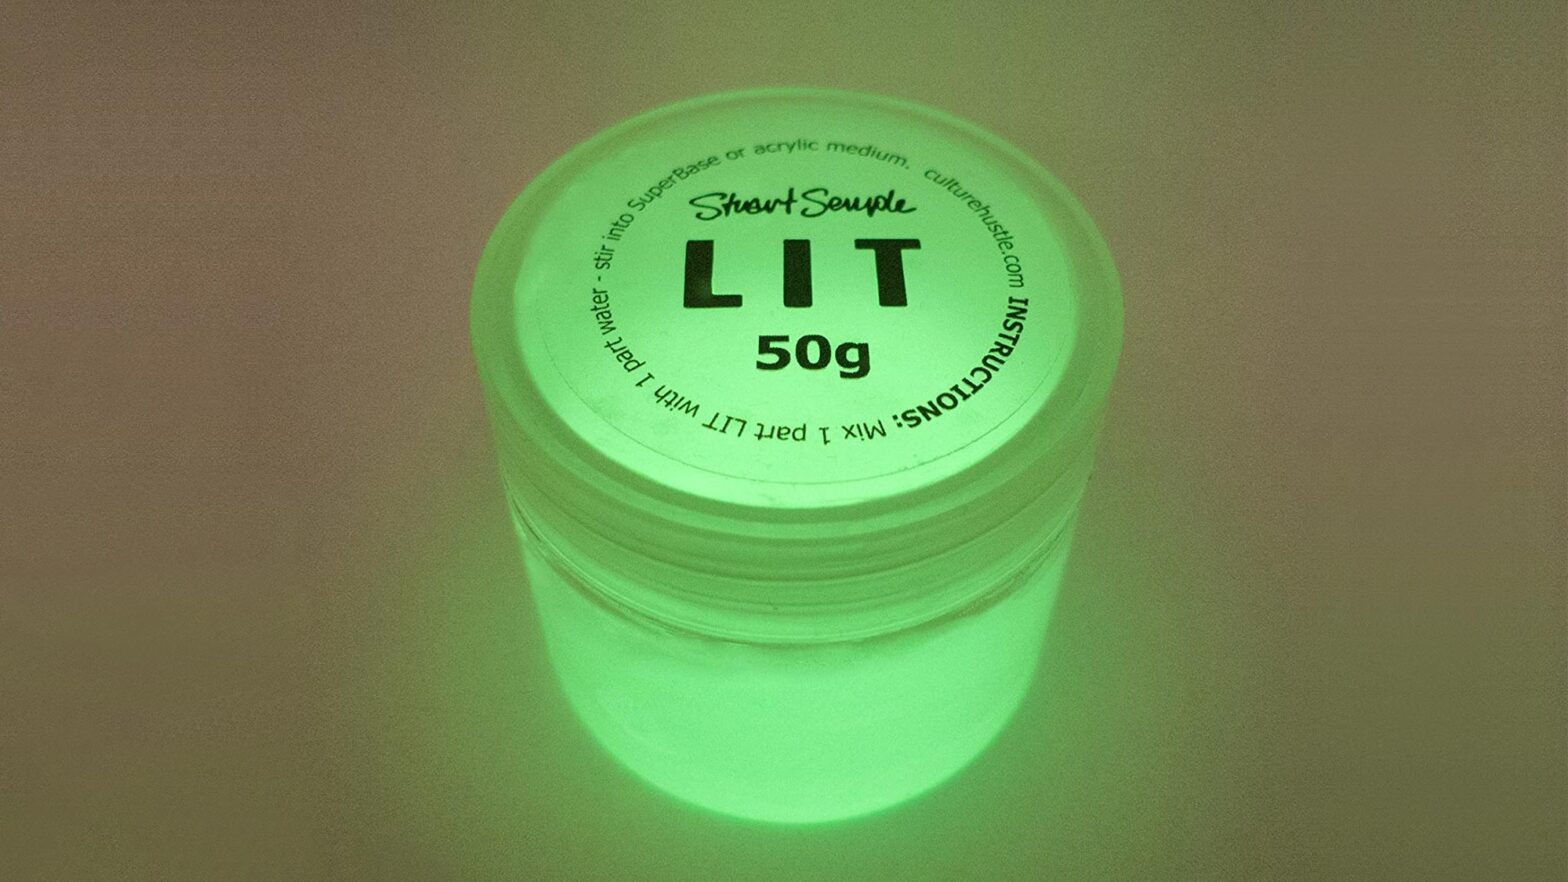 Stuart Semple
LIT
50g
INSTRUCTIONS: Mix 1 part LIT with 1 part water - stir into SuperBase or acrylic medium. culturehustle.com